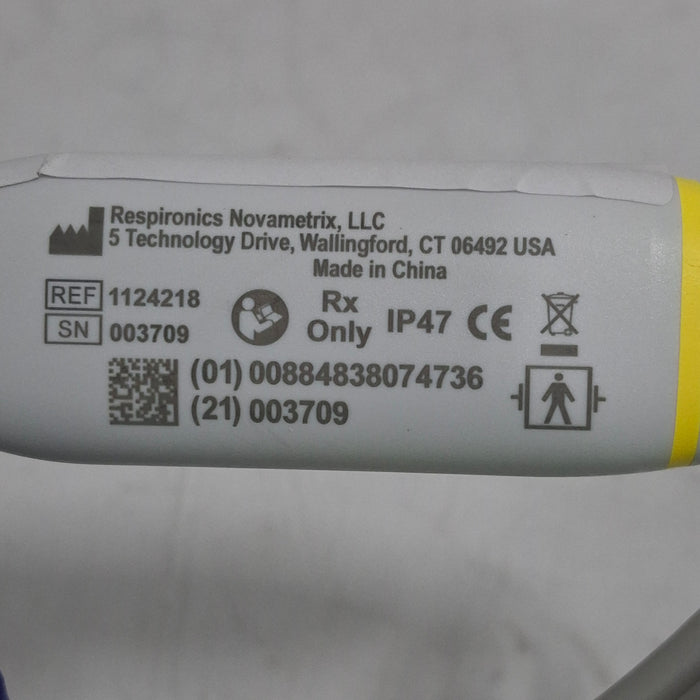 Respironics Novametrix, LLC
5 Technology Drive, Wallingford, CT 06492 USA
Made in China
REF 1124218
SN 003709
Rx Only
IP47 CE
(01) 00884838074736
(21) 003709